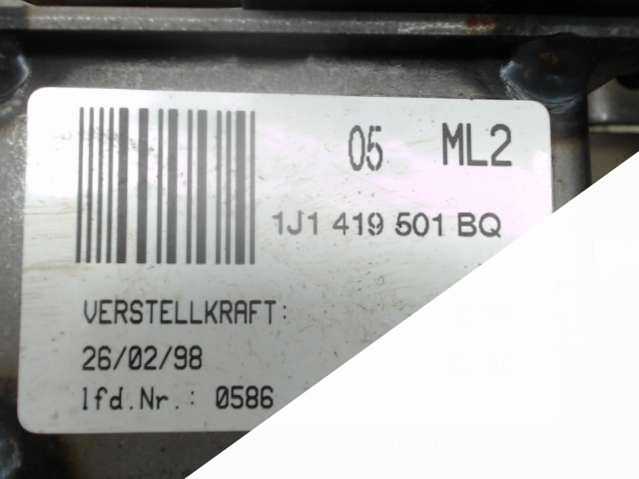 05 ML2
1J1 419 501 BQ
VERSTELLKRAFT:
26/02/98
lfd.Nr.: 0586